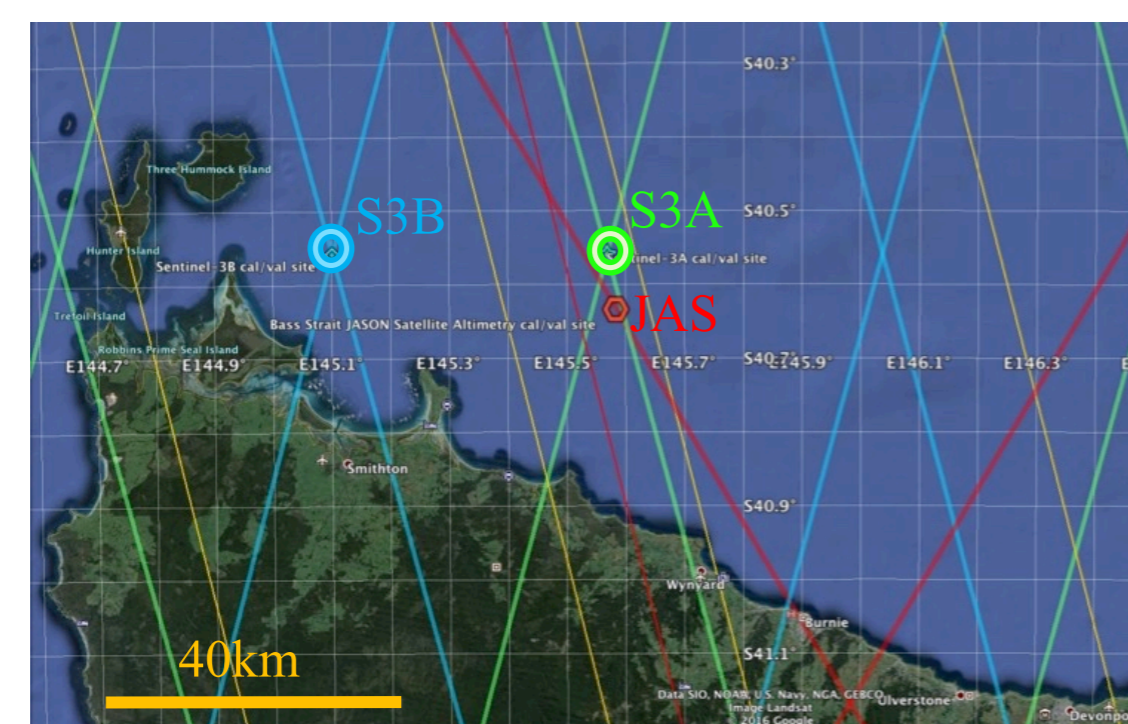 S40.3°
Three Hummock Island
S3B
S3A
S40.5°
Hunter Island
Sentinel-3B cal/val site
tinel-3A cal/val site
Trefoil Island
JAS
Bass Strait JASON Satellite Altimetry cal/val site
Robbins Prime Seal Island
S40.7°
E144.7°
E144.9°
E145.1°
E145.3°
E145.5°
E145.7°
E145.9°
E146.1°
E146.3°
E
Smithton
S40.9°
Wynyard
Burnie
S41.1°
40km
Data SIO, NOAA, U.S. Navy, NGA, GEBCO
Ulverstone
Image Landsat
© 2016 Google
Devonpo